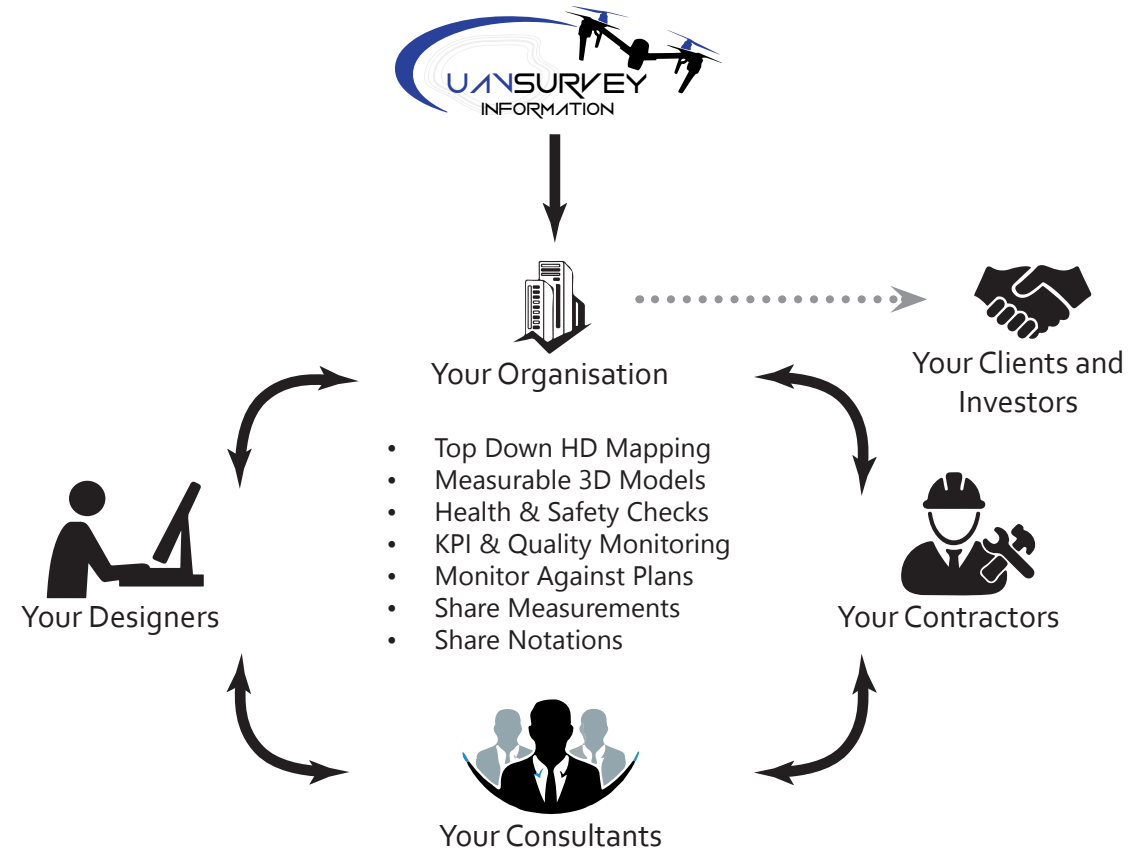 UAVSURVEY
INFORMATION
Your Organisation
Your Clients and
Investors
• Top Down HD Mapping
• Measurable 3D Models
• Health & Safety Checks
• KPI & Quality Monitoring
• Monitor Against Plans
• Share Measurements
• Share Notations
Your Designers
Your Contractors
Your Consultants